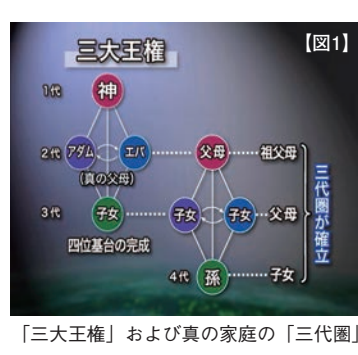 【図1】
三大王権
1代 神
2代 アダム エバ 父母 祖父母
(真の父母)
3代 子女 子女 子女 父母
四位基台の完成
4代 孫 子女
三代圏が確立
「三大王権」および真の家庭の「三代圏」